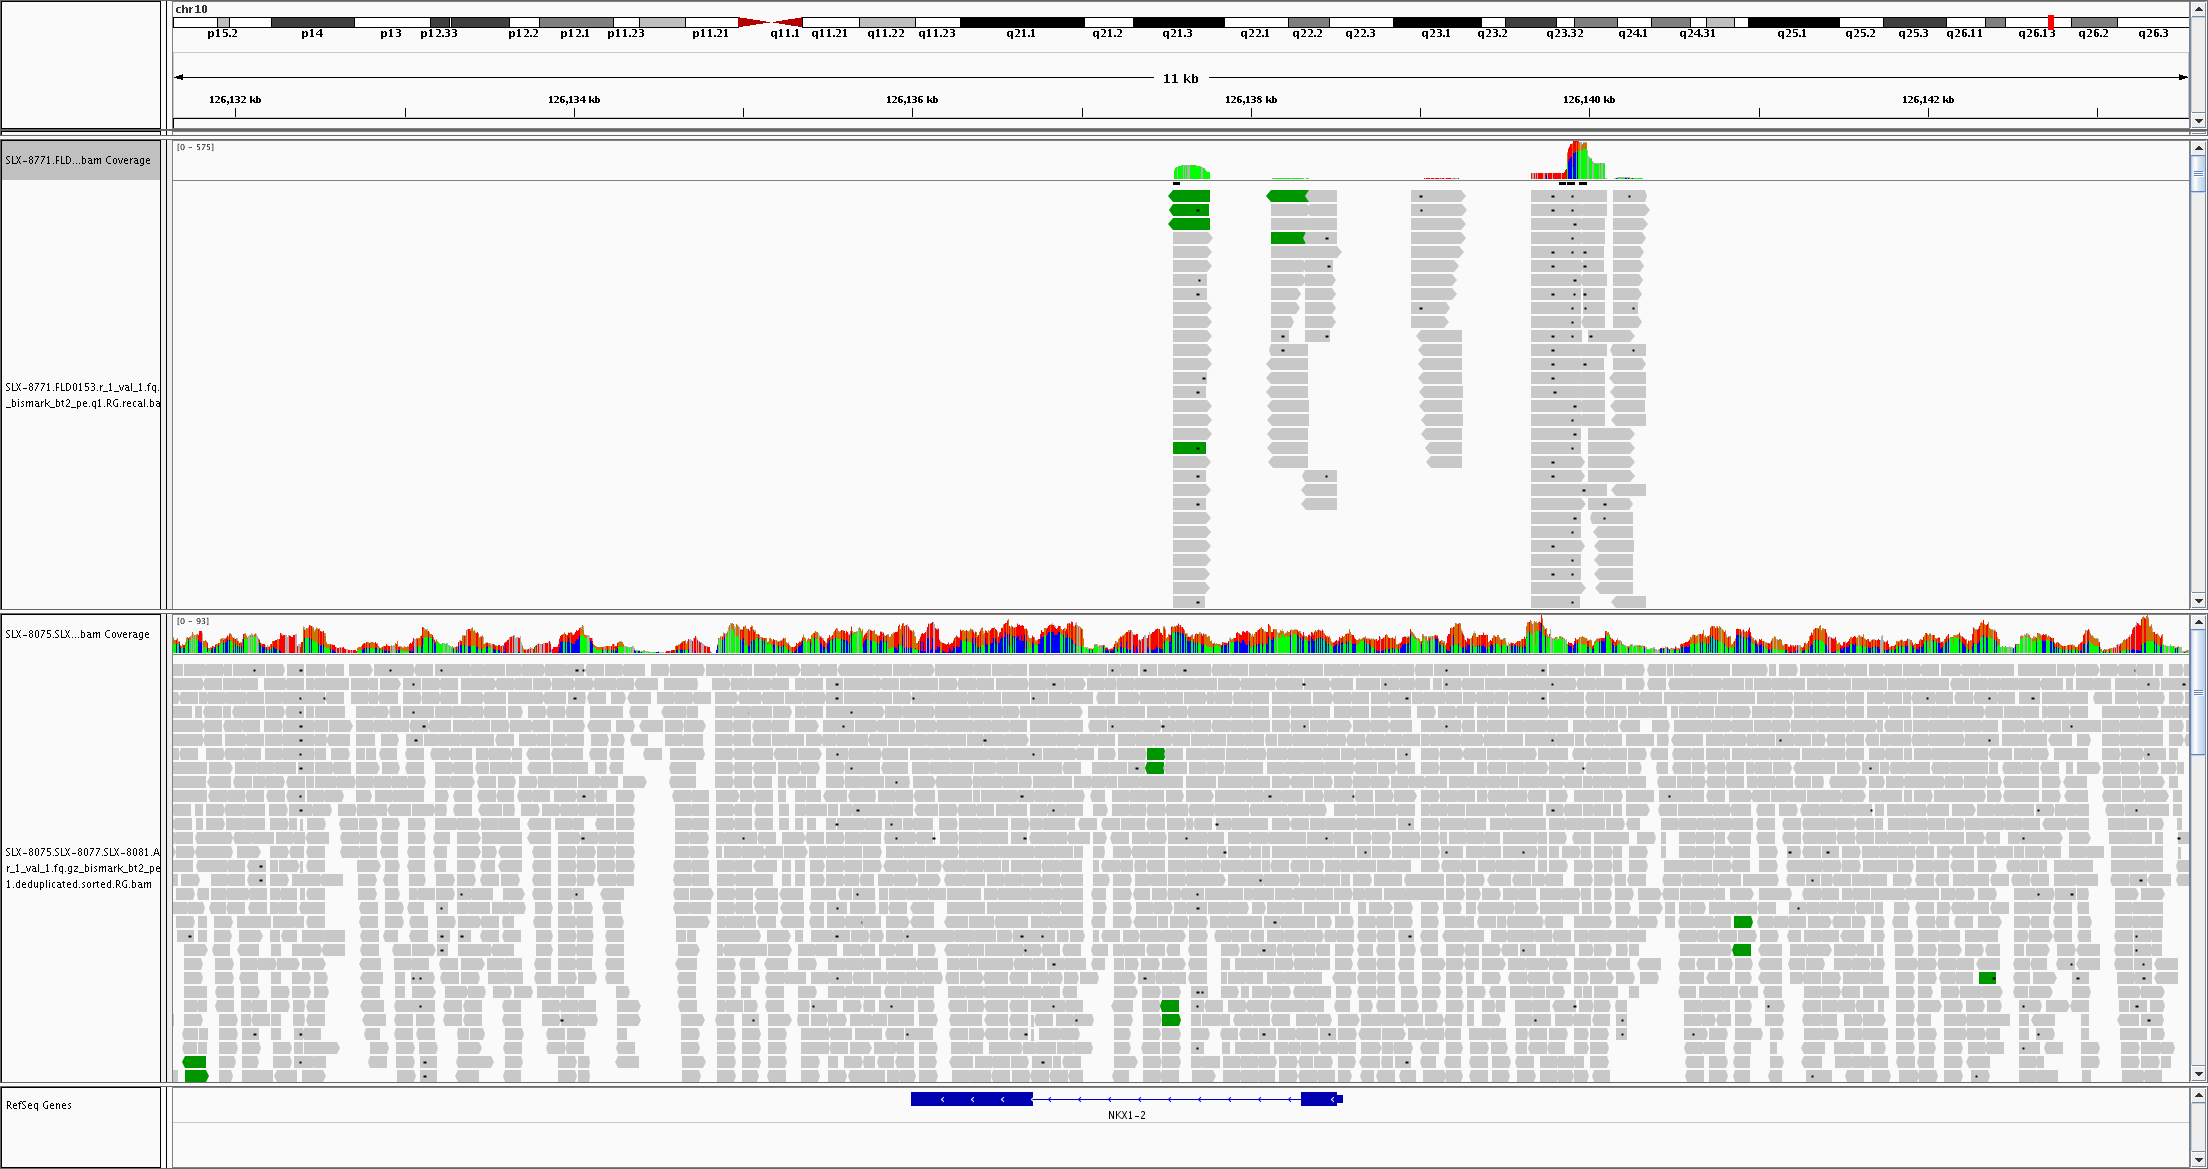 chr10
p15.2 p14 p13 p12.33 p12.2 p12.1 p11.23 p11.21 q11.1 q11.21 q11.22 q11.23 q21.1 q21.2 q21.3 q22.1 q22.2 q22.3 q23.1 q23.2 q23.32 q24.1 q24.31 q25.1 q25.2 q25.3 q26.11 q26.13 q26.2 q26.3
11 kb
126,132 kb 126,134 kb 126,136 kb 126,138 kb 126,140 kb 126,142 kb
SLX-8771.FLD...bam Coverage
[0 - 575]
SLX-8771.FLD0153.r_1_val_1.fq.
_bismark_bt2_pe.q1.RG.recal.ba
SLX-8075.SLX...bam Coverage
[0 - 93]
SLX-8075.SLX-8077.SLX-8081.A
r_1_val_1.fq.gz_bismark_bt2_pe
1.deduplicated.sorted.RG.bam
RefSeq Genes
NKX1-2